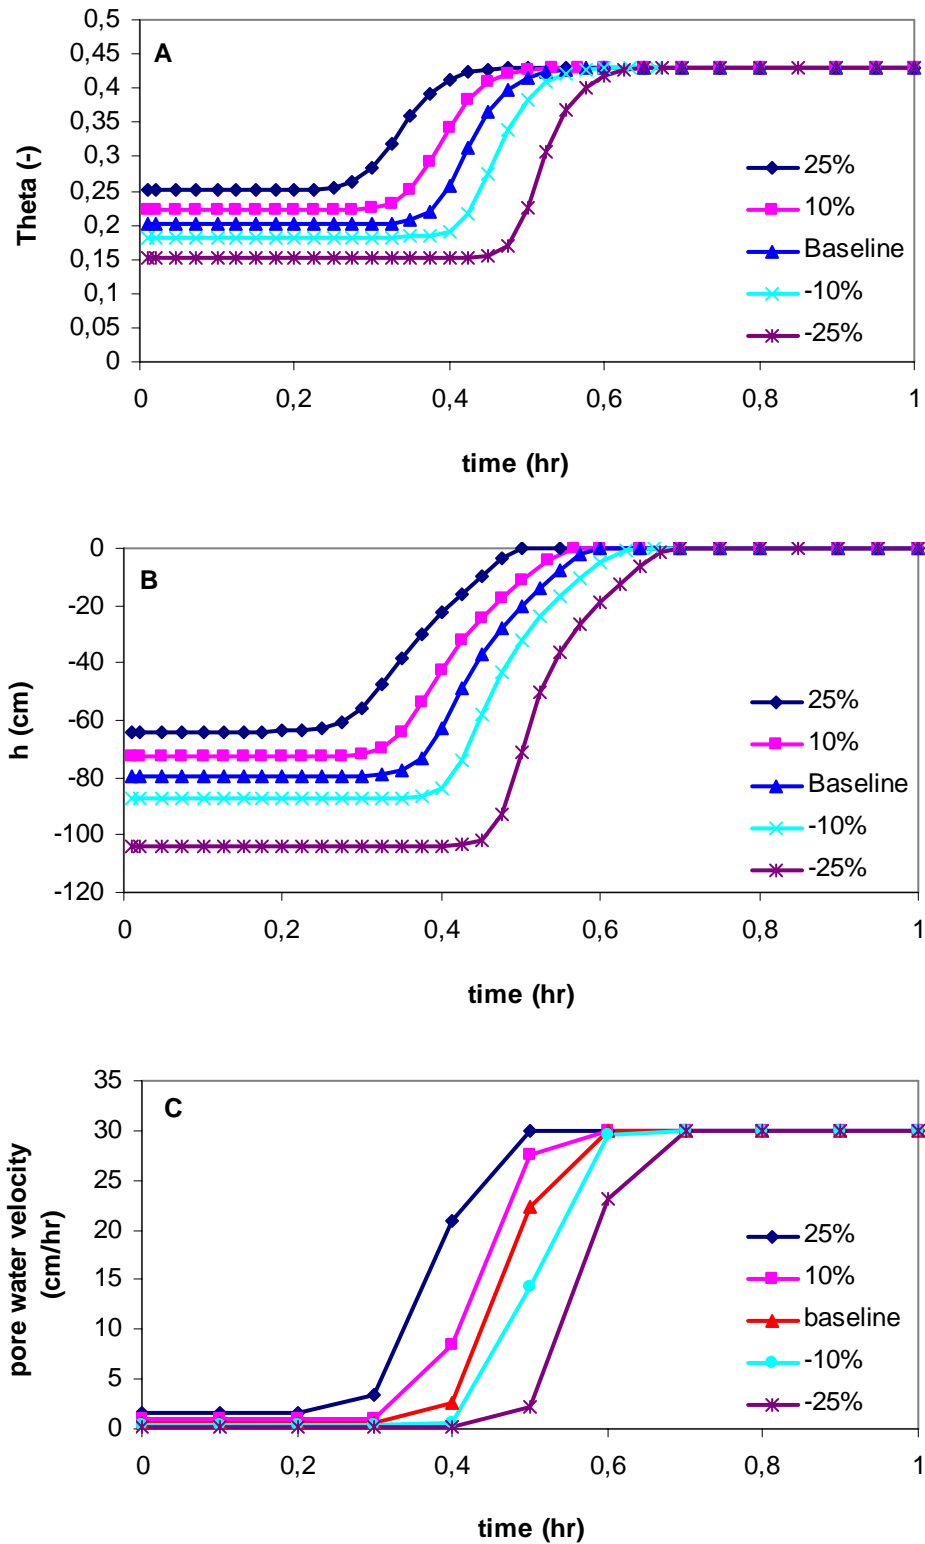 A
0,5
0,45
0,4
0,35
0,3
0,25
0,2
0,15
0,1
0,05
0
Theta (-)
25%
10%
Baseline
-10%
-25%
0 0,2 0,4 0,6 0,8 1
time (hr)
B
0
-20
-40
-60
-80
-100
-120
h (cm)
25%
10%
Baseline
-10%
-25%
0 0,2 0,4 0,6 0,8 1
time (hr)
C
35
30
25
20
15
10
5
0
pore water velocity
(cm/hr)
25%
10%
baseline
-10%
-25%
0 0,2 0,4 0,6 0,8 1
time (hr)